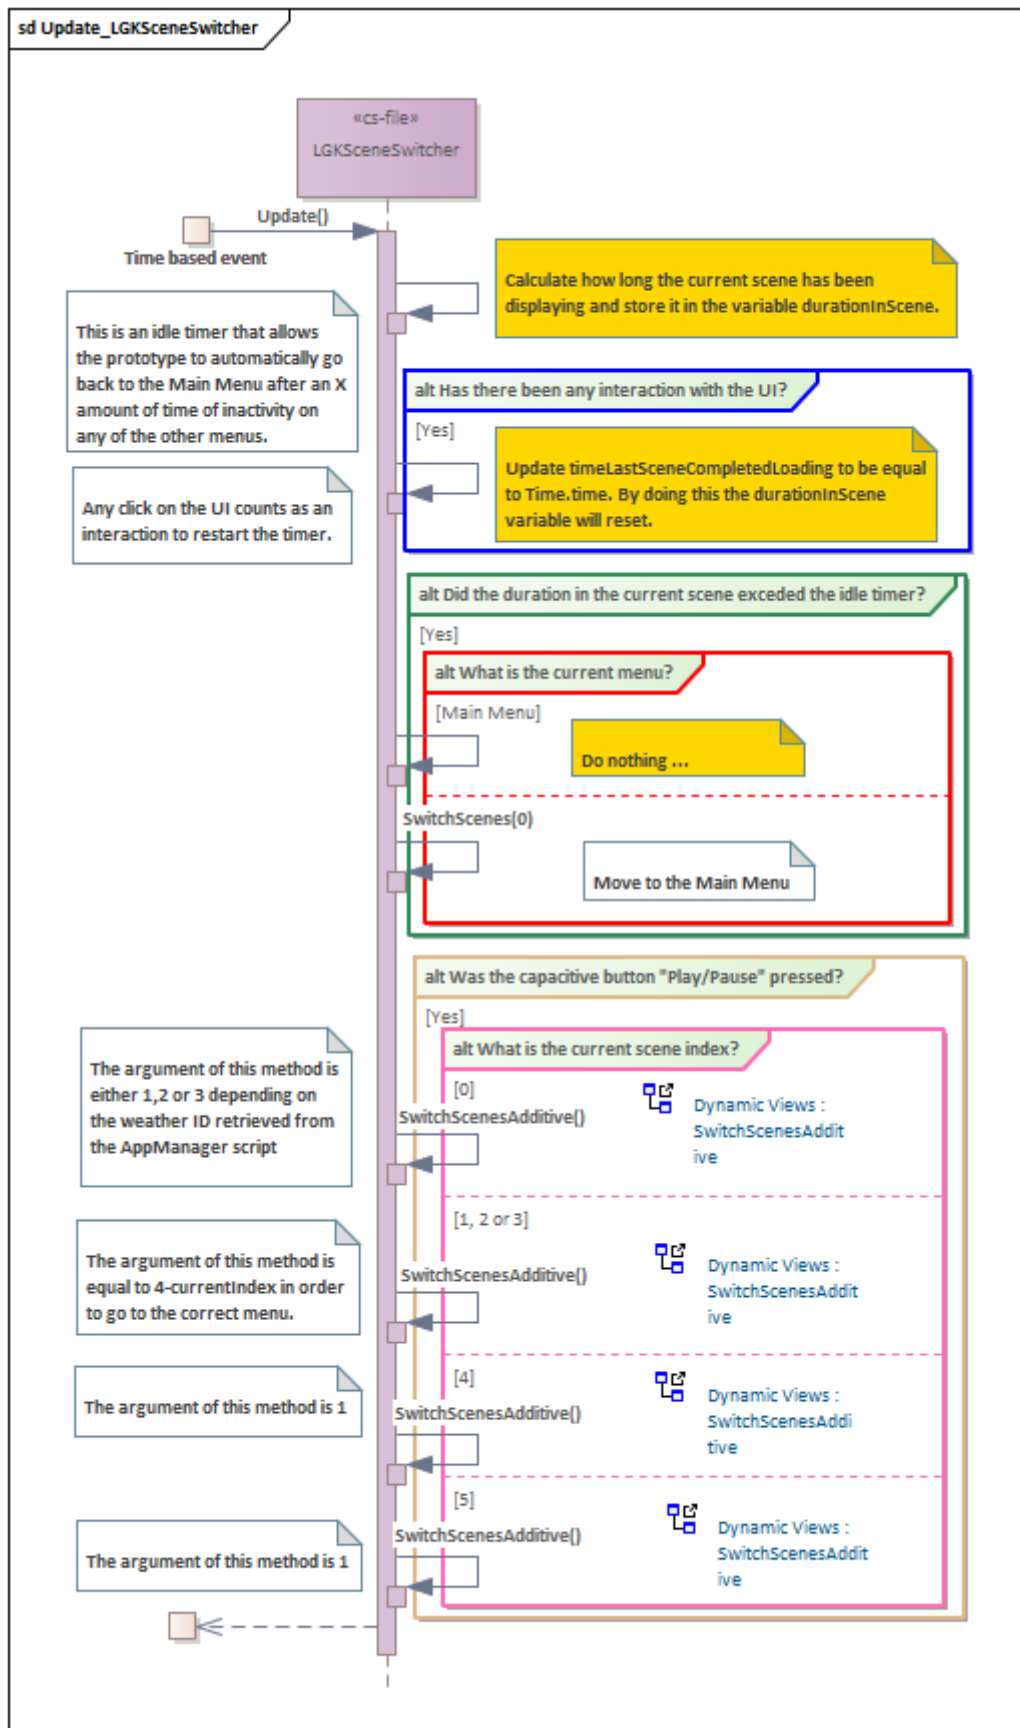 sd Update_LGKSceneSwitcher
«cs-file»
LGKSceneSwitcher
Update()
Time based event
Calculate how long the current scene has been
displaying and store it in the variable durationInScene.
This is an idle timer that allows
the prototype to automatically go
back to the Main Menu after an X
amount of time of inactivity on
any of the other menus.
alt Has there been any interaction with the UI?
[Yes]
Update timeLastSceneCompletedLoading to be equal
to Time.time. By doing this the durationInScene
variable will reset.
Any click on the UI counts as an
interaction to restart the timer.
alt Did the duration in the current scene exceded the idle timer?
[Yes]
alt What is the current menu?
[Main Menu]
Do nothing ...
SwitchScenes(0)
Move to the Main Menu
alt Was the capacitive button "Play/Pause" pressed?
[Yes]
alt What is the current scene index?
The argument of this method is
either 1,2 or 3 depending on
the weather ID retrieved from
the AppManager script
[0]
SwitchScenesAdditive()
Dynamic Views :
SwitchScenesAddit
ive
[1, 2 or 3]
The argument of this method is
equal to 4-currentIndex in order
to go to the correct menu.
SwitchScenesAdditive()
Dynamic Views :
SwitchScenesAddit
ive
[4]
The argument of this method is 1
SwitchScenesAdditive()
Dynamic Views :
SwitchScenesAddi
tive
[5]
SwitchScenesAdditive()
The argument of this method is 1
Dynamic Views :
SwitchScenesAddit
ive